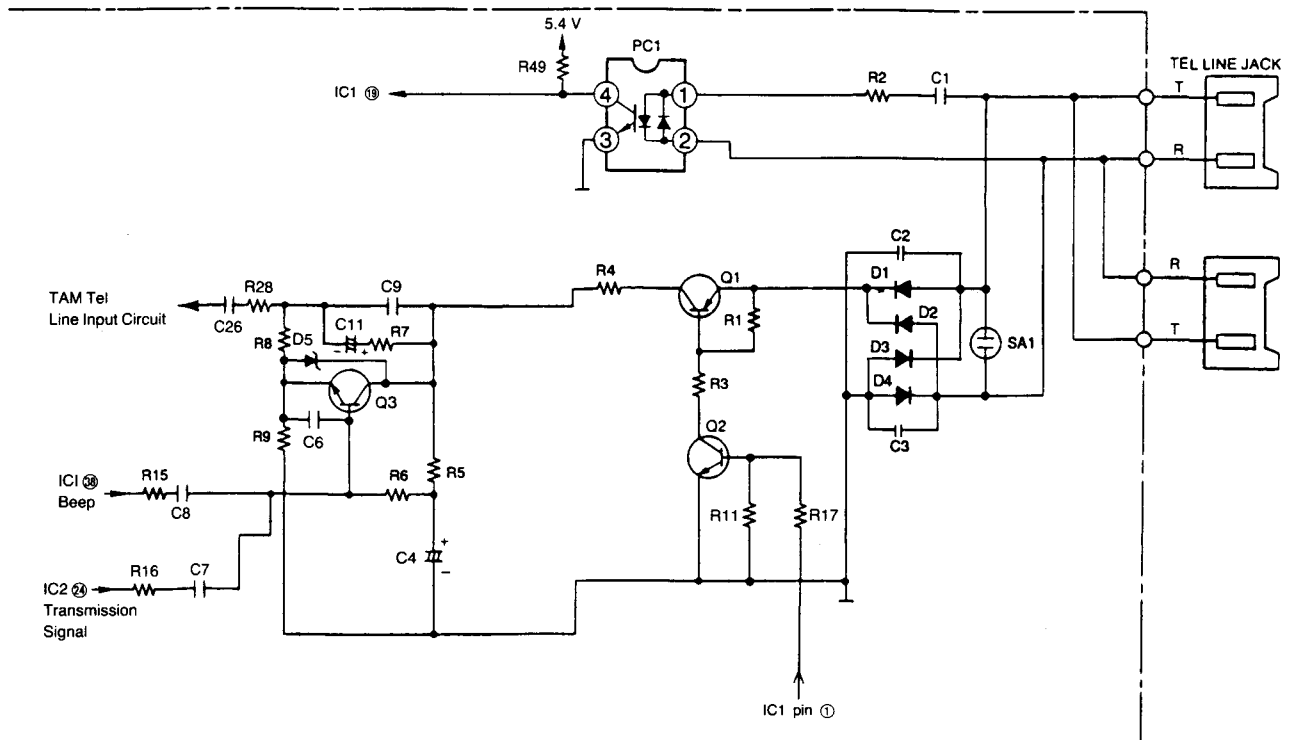 5.4 V
PC1
R49
IC1 ⑲
④
①
③
②
R2
C1
TEL LINE JACK
T
R
R
T
C2
D1
D2
D3
D4
C3
SA1
R4
Q1
R1
R3
Q2
R11
R17
TAM Tel
Line Input Circuit
C26
R28
C9
C11
R7
- +
R8
D5
Q3
C6
R9
R6
R5
ICI ㊳
Beep
R15
C8
C4
+
-
R16
C7
IC2 ㉔
Transmission
Signal
IC1 pin ①